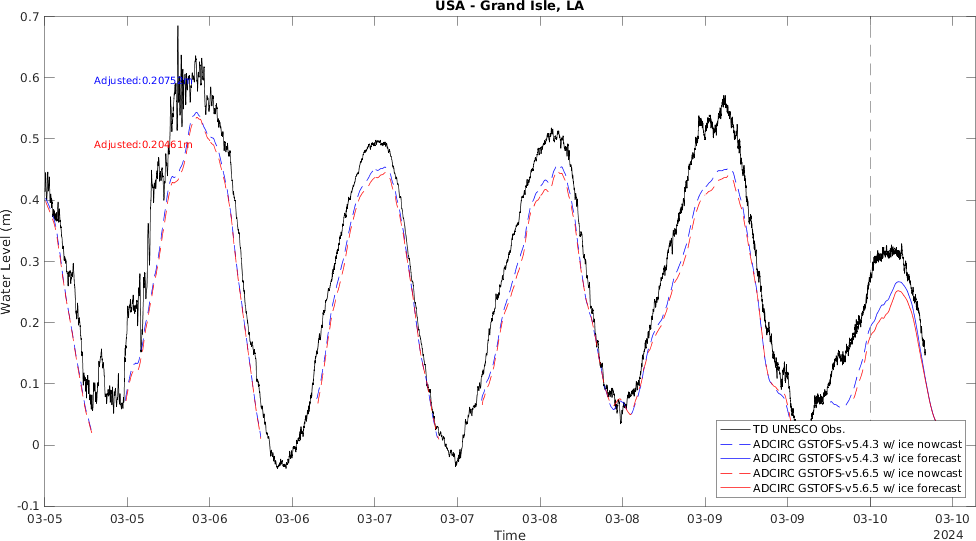 USA - Grand Isle, LA
0.7
0.6
0.5
0.4
0.3
0.2
0.1
0
-0.1
Water Level (m)
Adjusted:0.2075
Adjusted:0.20461m
TD UNESCO Obs.
ADCIRC GSTOFS-v5.4.3 w/ ice nowcast
ADCIRC GSTOFS-v5.4.3 w/ ice forecast
ADCIRC GSTOFS-v5.6.5 w/ ice nowcast
ADCIRC GSTOFS-v5.6.5 w/ ice forecast
03-05 03-05 03-06 03-06 03-07 03-07 03-08 03-08 03-09 03-09 03-10 03-10
Time
2024